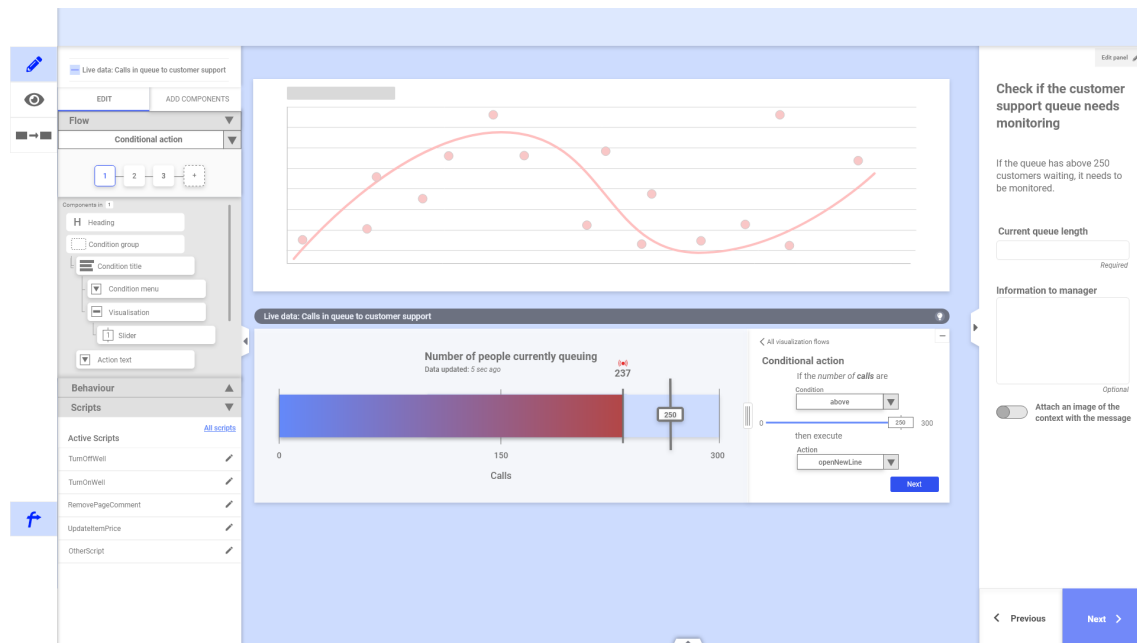 Live data: Calls in queue to customer support
EDIT
ADD COMPONENTS
Flow
Conditional action
1
2
3
+
Components in 1
H Heading
Condition group
Condition title
Condition menu
Visualisation
Slider
Action text
Behaviour
Scripts
All scripts
Active Scripts
TurnOffWell
TurnOnWell
RemovePageComment
UpdateItemPrice
OtherScript
Live data: Calls in queue to customer support
Number of people currently queuing
Data updated: 5 sec ago
237
250
0
150
300
Calls
All visualization flows
Conditional action
If the number of calls are
Condition
above
0
250
300
then execute
Action
openNewLine
Next
Edit panel
Check if the customer
support queue needs
monitoring
If the queue has above 250
customers waiting, it needs to
be monitored.
Current queue length
Required
Information to manager
Optional
Attach an image of the
context with the message
Previous
Next